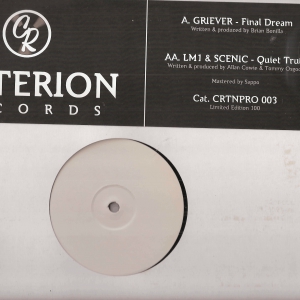 CR
TERION
CORDS
A. GRIEVER - Final Dream
Written & produced by Brian Bonilla
AA. LM1 & SCENIC - Quiet Tru
Written & produced by Allan Cowie & Tommy
Mastered by Sappo
Cat. CRTNPRO 003
Limited Edition 100